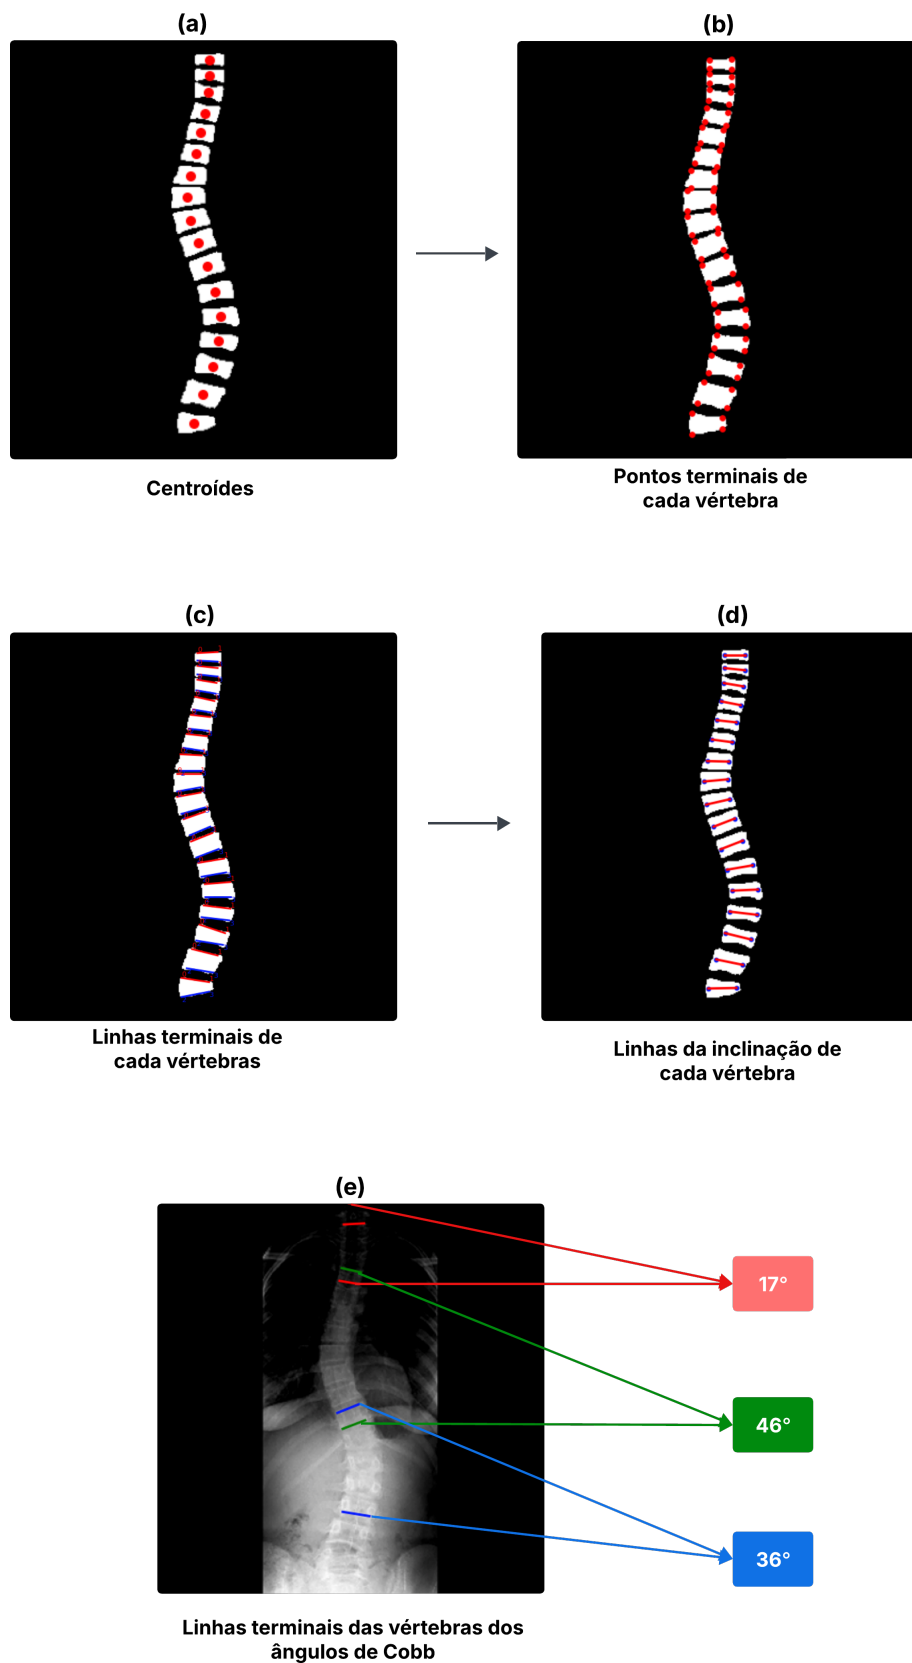 (a)
(b)
Centroídes
Pontos terminais de
cada vértebra
(c)
(d)
Linhas terminais de
cada vértebras
Linhas da inclinação de
cada vértebra
(e)
17°
46°
36°
Linhas terminais das vértebras dos
ângulos de Cobb